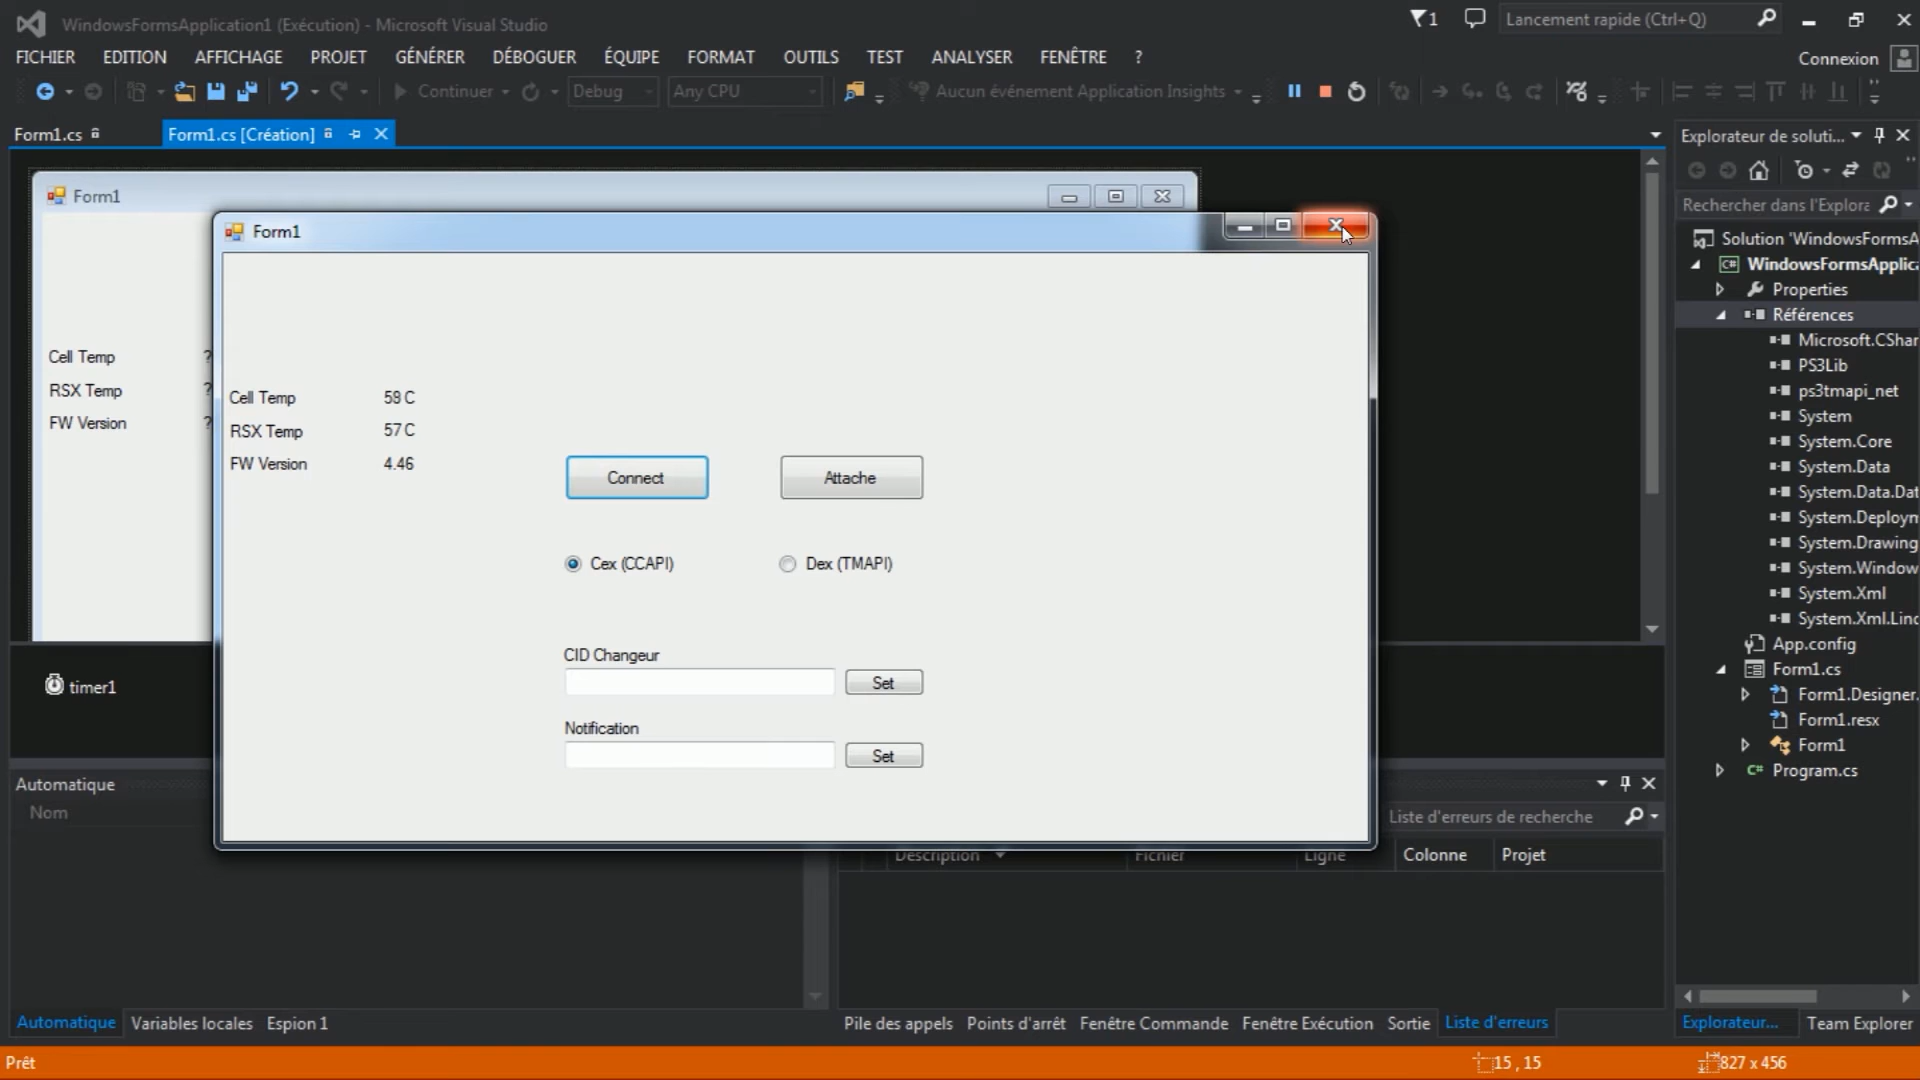 WindowsFormsApplication1 (Exécution) - Microsoft Visual Studio
1
Lancement rapide (Ctrl+Q)
FICHIER EDITION AFFICHAGE PROJET GÉNÉRER DÉBOGUER ÉQUIPE FORMAT OUTILS TEST ANALYSER FENÊTRE ?
Connexion
Continuer Debug Any CPU Aucun événement Application Insights
Form1.cs Form1.cs [Création]
Explorateur de soluti...
Rechercher dans l'Explora
Form1
Cell Temp ?
RSX Temp ?
FW Version ?
Form1
Cell Temp 58 C
RSX Temp 57 C
FW Version 4.46
Connect Attache
Cex (CCAPI) Dex (TMAPI)
CID Changeur
Set
Notification
Set
timer1
Solution 'WindowsFormsA
C# WindowsFormsApplica
Properties
Références
Microsoft.CShar
PS3Lib
ps3tmapi_net
System
System.Core
System.Data
System.Data.Dat
System.Deploym
System.Drawing
System.Window
System.Xml
System.Xml.Linc
App.config
Form1.cs
Form1.Designer.
Form1.resx
Form1
C# Program.cs
Automatique
Nom
Liste d'erreurs de recherche
Description Fichier Ligne Colonne Projet
Automatique Variables locales Espion 1
Pile des appels Points d'arrêt Fenêtre Commande Fenêtre Exécution Sortie Liste d'erreurs
Explorateur... Team Explorer
Prêt
15 , 15
827 x 456